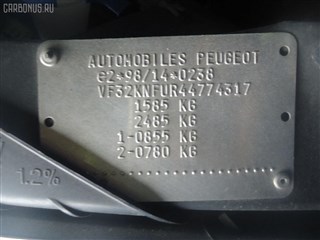 CARBONUS.RU
AUTOMOBILES PEUGEOT
e2*98/14*0238
VF32KNFUR44774317
1585 KG
2485 KG
1-0855 KG
2-0780 KG
1.2%